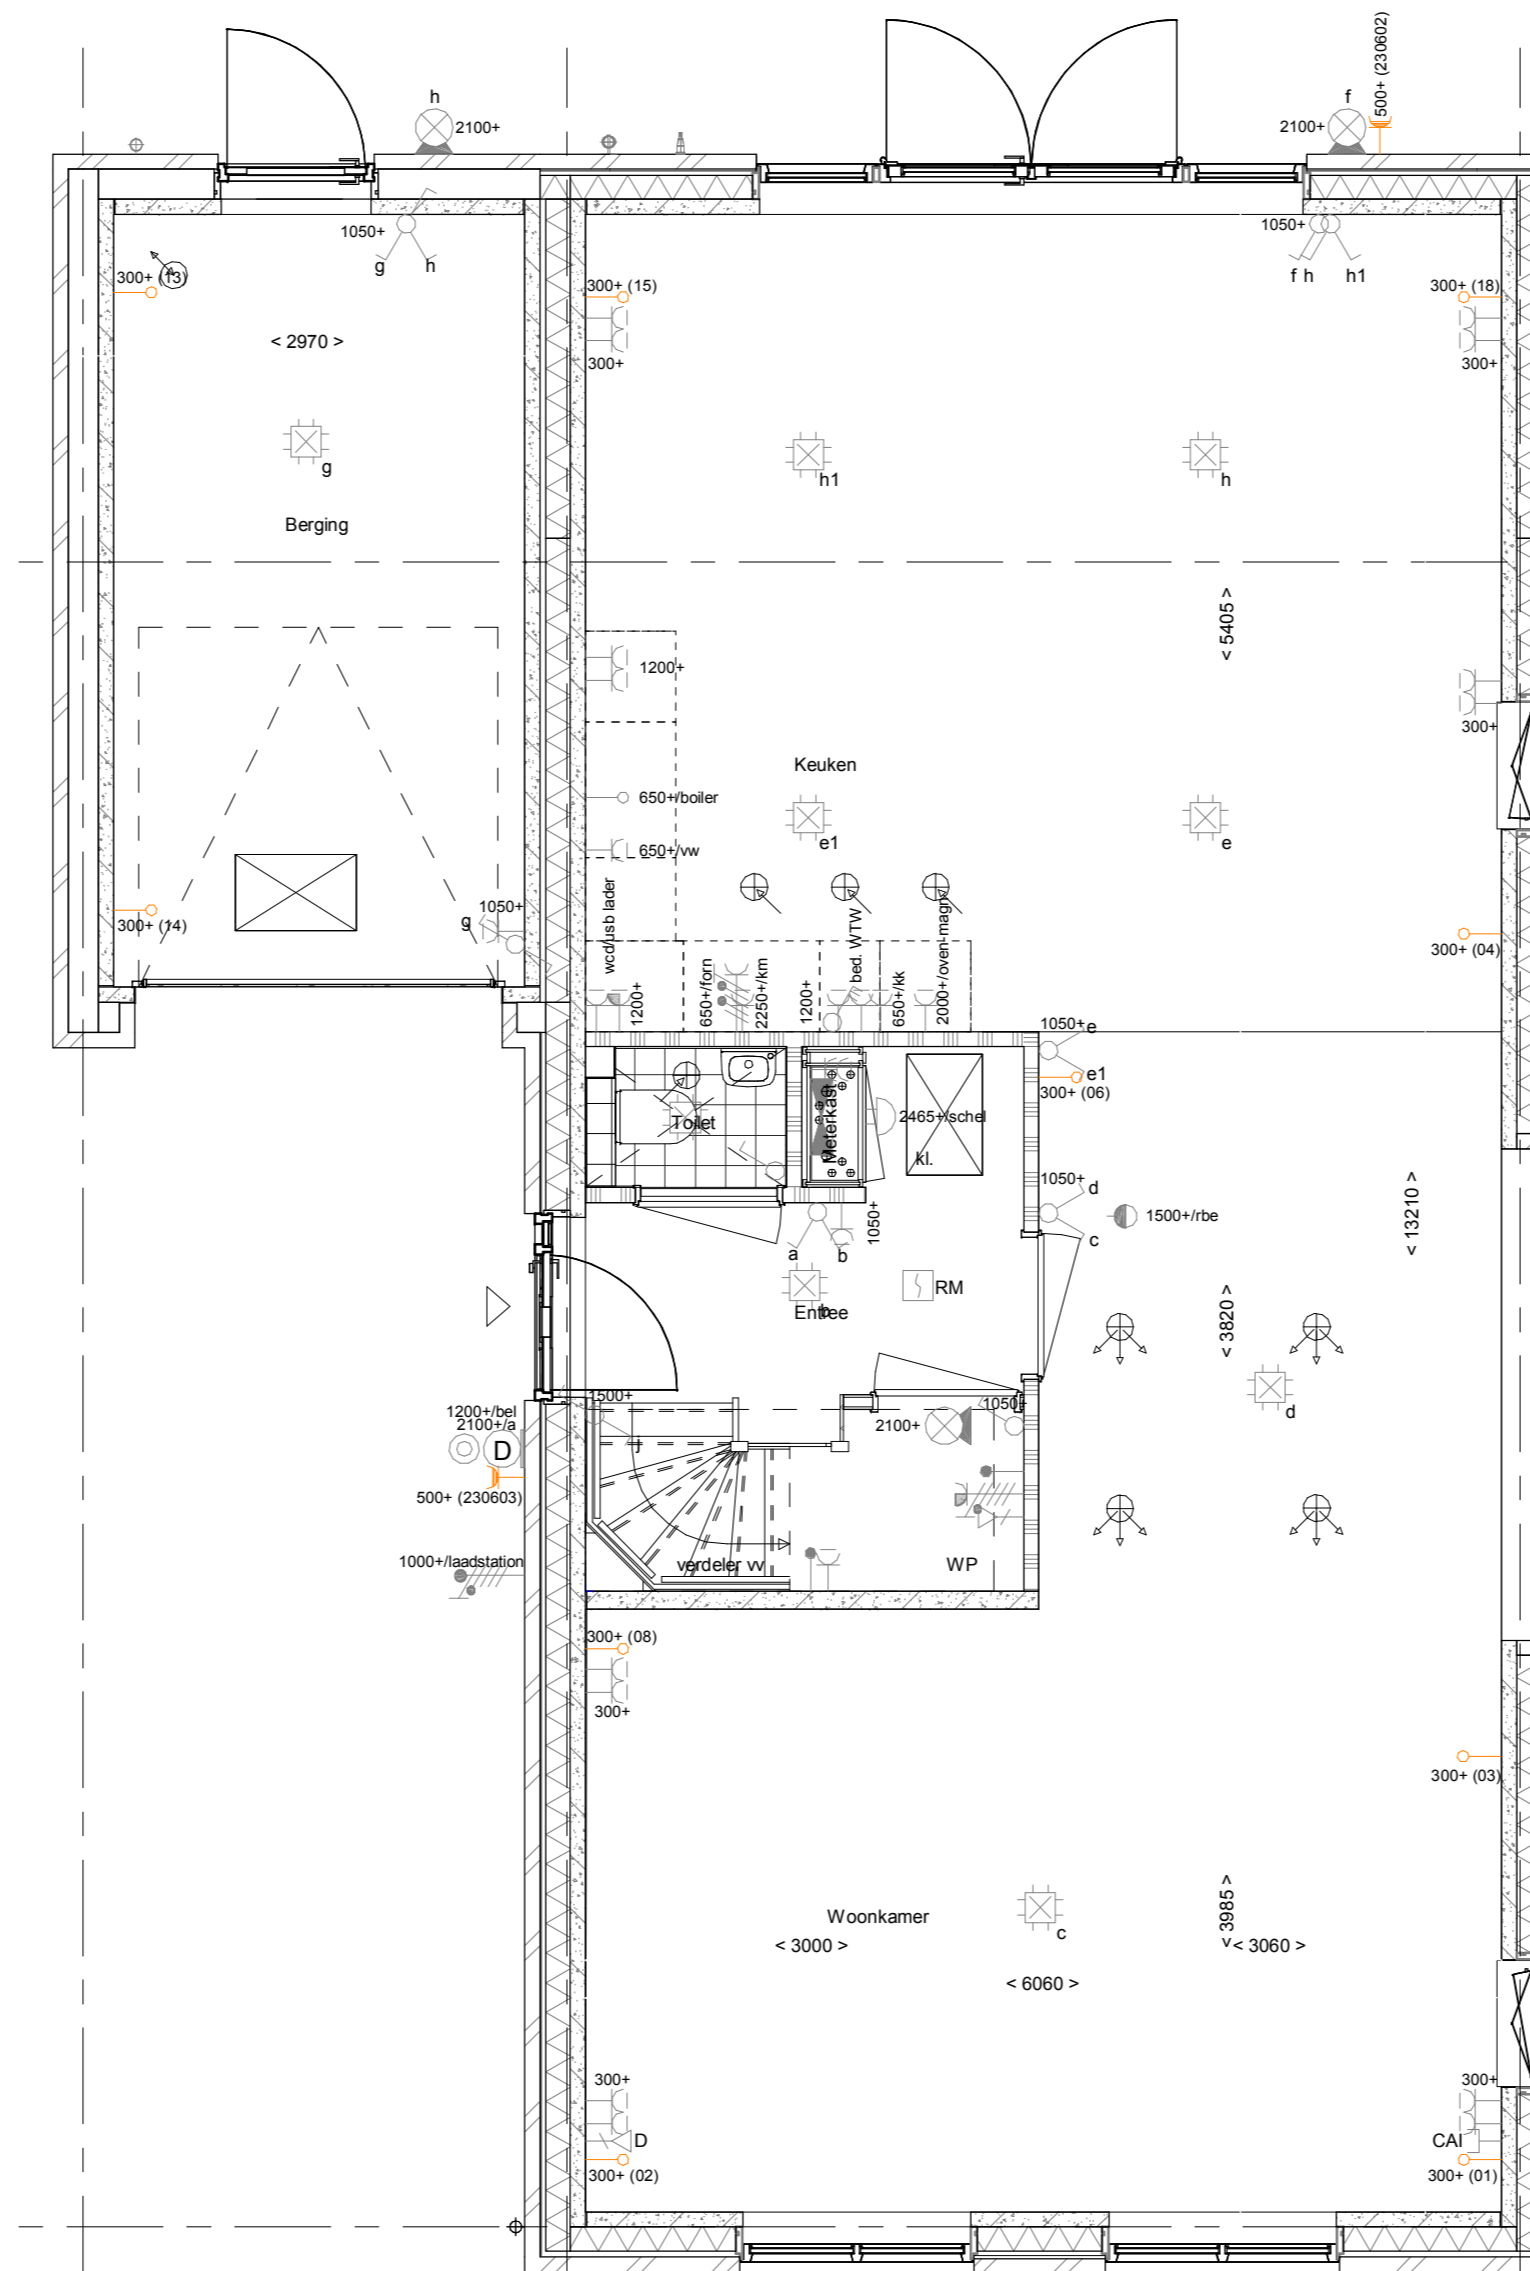 500+ (230602)
h
2100+
f
2100+
1050+
g
h
1050+
f h
h1
300+ (13)
300+ (15)
300+ (18)
< 2970 >
300+
300+
g
h1
h
Berging
< 5405 >
1200+
300+
Keuken
650+/boiler
e1
e
650+/vw
wcd/usb lader
bed. WTW
2000+/oven-magn
g
1050+
300+ (14)
300+ (04)
1200+
650+/forn
2250+/km
1200+
650+/kk
1050+
e
e1
300+ (06)
Toilet
Meterkast
2465+/schel
kl.
1050+
d
c
1500+/rbe
< 13210 >
1050+
a
b
RM
Entree
b
< 3820 >
1500+
1050+
2100+
d
1200+/bel
2100+/a
D
j
500+ (230603)
1000+/laadstation
verdeler vv
WP
300+ (08)
300+
300+ (03)
Woonkamer
c
< 3985 >
< 3000 >
< 3060 >
< 6060 >
300+
300+
D
CAI
300+ (02)
300+ (01)